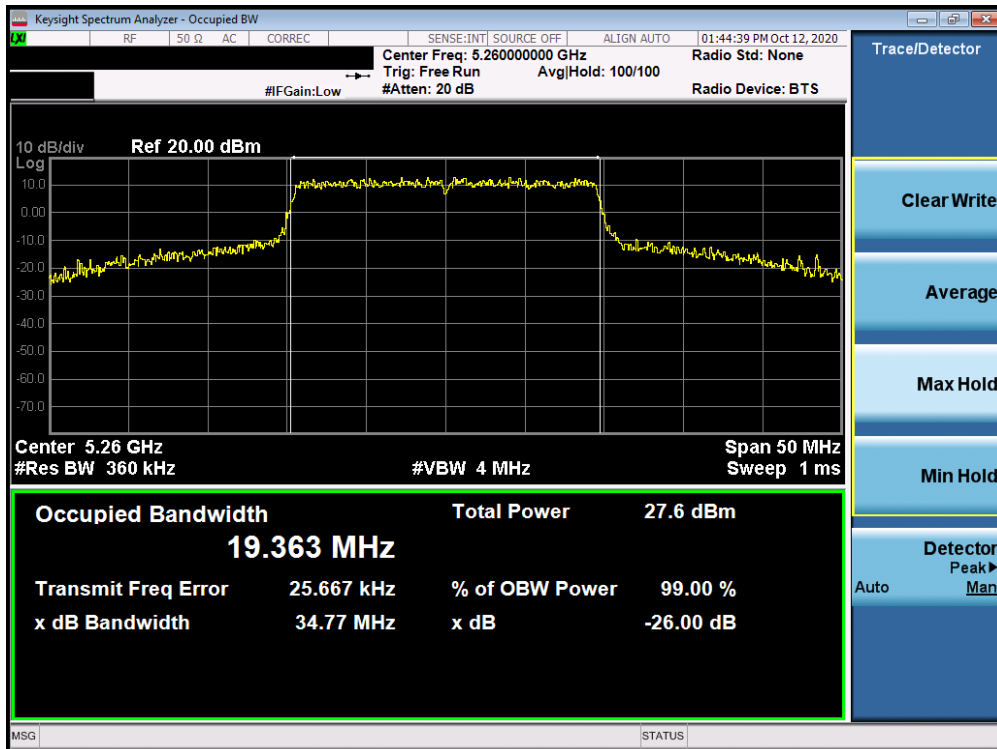 Keysight Spectrum Analyzer - Occupied BW
LXI RF 50 Ω AC CORREC SENSE:INT SOURCE OFF ALIGN AUTO 01:44:39 PM Oct 12, 2020
Center Freq: 5.260000000 GHz Radio Std: None
Trig: Free Run Avg|Hold: 100/100
#IFGain:Low #Atten: 20 dB Radio Device: BTS
Trace/Detector
10 dB/div Ref 20.00 dBm
Log
10.0
0.00
-10.0
-20.0
-30.0
-40.0
-50.0
-60.0
-70.0
Center 5.26 GHz Span 50 MHz
#Res BW 360 kHz #VBW 4 MHz Sweep 1 ms
Occupied Bandwidth Total Power 27.6 dBm
19.363 MHz
Transmit Freq Error 25.667 kHz % of OBW Power 99.00 %
x dB Bandwidth 34.77 MHz x dB -26.00 dB
Clear Write
Average
Max Hold
Min Hold
Detector
Peak▶
Auto Man
MSG STATUS